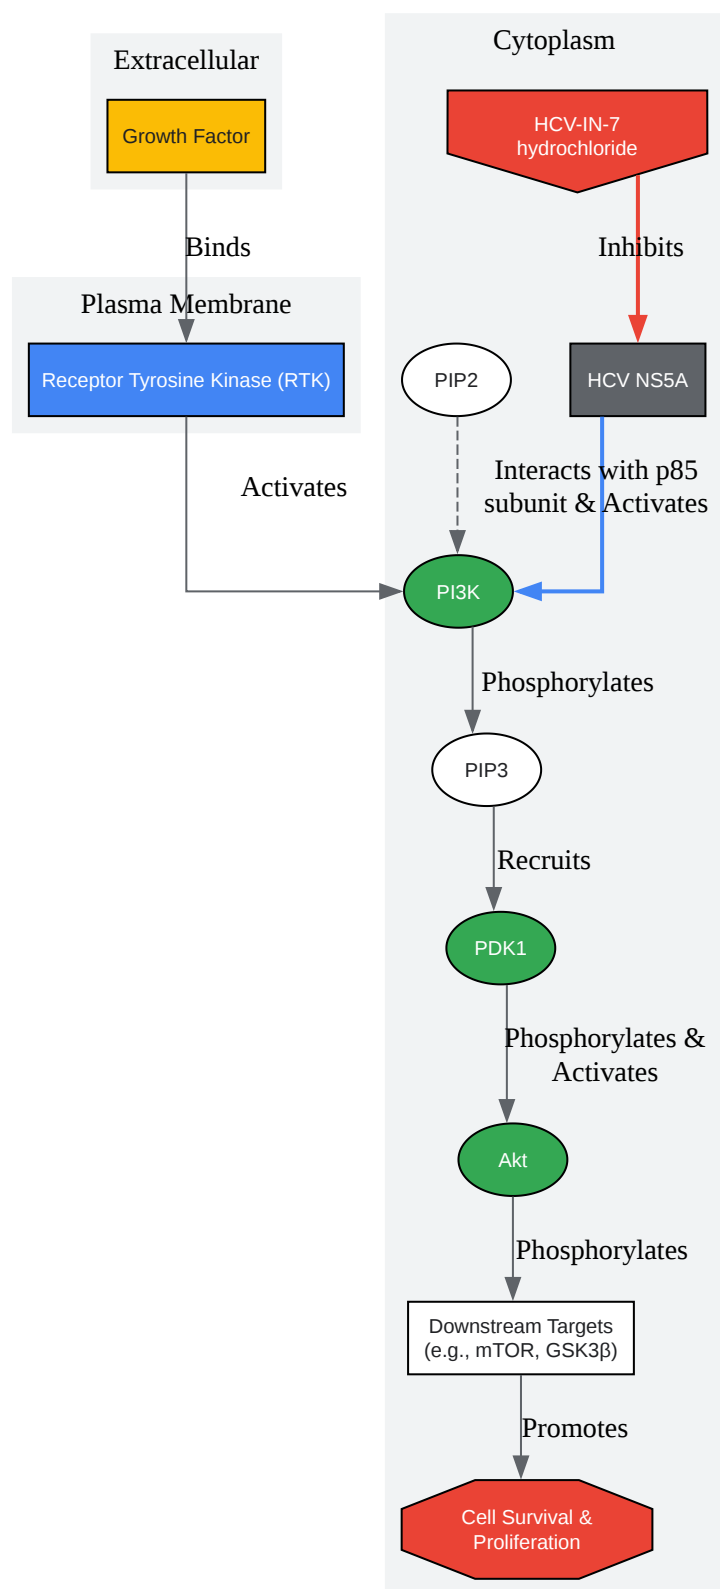 Extracellular
Growth Factor
Binds
Plasma Membrane
Receptor Tyrosine Kinase (RTK)
Activates
Cytoplasm
HCV-IN-7
hydrochloride
Inhibits
PIP2
HCV NS5A
Interacts with p85
subunit & Activates
PI3K
Phosphorylates
PIP3
Recruits
PDK1
Phosphorylates &
Activates
Akt
Phosphorylates
Downstream Targets
(e.g., mTOR, GSK3β)
Promotes
Cell Survival &
Proliferation